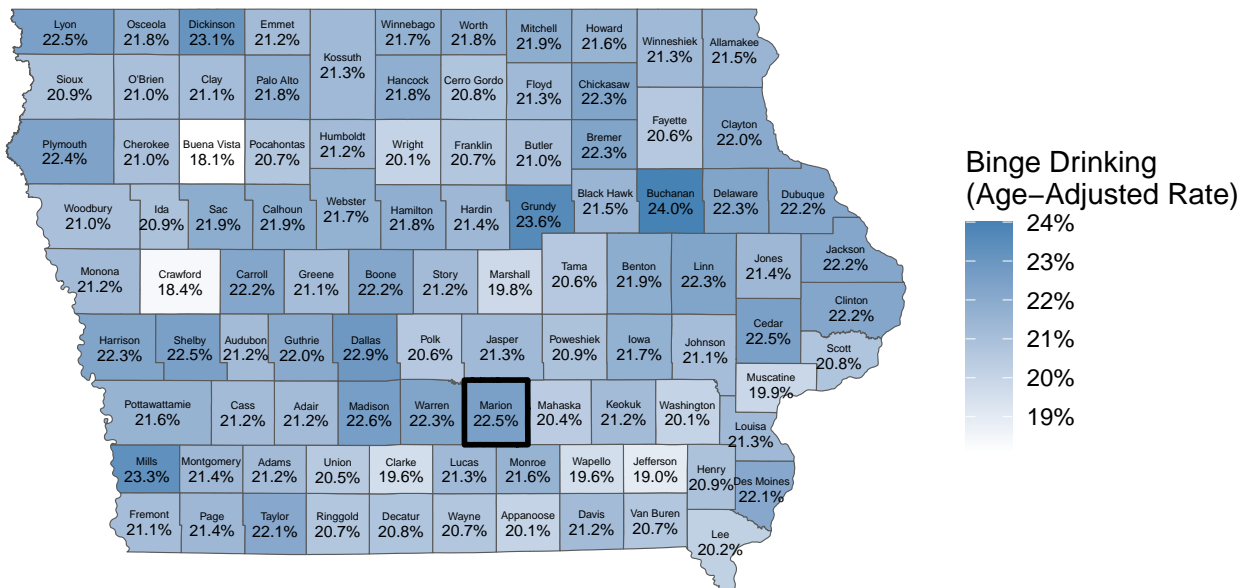 Lyon
22.5%
Osceola
21.8%
Dickinson
23.1%
Emmet
21.2%
Kossuth
21.3%
Winnebago
21.7%
Worth
21.8%
Mitchell
21.9%
Howard
21.6%
Winneshiek
21.3%
Allamakee
21.5%
Sioux
20.9%
O'Brien
21.0%
Clay
21.1%
Palo Alto
21.8%
Hancock
21.8%
Cerro Gordo
20.8%
Floyd
21.3%
Chickasaw
22.3%
Fayette
20.6%
Clayton
22.0%
Plymouth
22.4%
Cherokee
21.0%
Buena Vista
18.1%
Pocahontas
20.7%
Humboldt
21.2%
Wright
20.1%
Franklin
20.7%
Butler
21.0%
Bremer
22.3%
Woodbury
21.0%
Ida
20.9%
Sac
21.9%
Calhoun
21.9%
Webster
21.7%
Hamilton
21.8%
Hardin
21.4%
Grundy
23.6%
Black Hawk
21.5%
Buchanan
24.0%
Delaware
22.3%
Dubuque
22.2%
Monona
21.2%
Crawford
18.4%
Carroll
22.2%
Greene
21.1%
Boone
22.2%
Story
21.2%
Marshall
19.8%
Tama
20.6%
Benton
21.9%
Linn
22.3%
Jones
21.4%
Jackson
22.2%
Clinton
22.2%
Harrison
22.3%
Shelby
22.5%
Audubon
21.2%
Guthrie
22.0%
Dallas
22.9%
Polk
20.6%
Jasper
21.3%
Poweshiek
20.9%
Iowa
21.7%
Johnson
21.1%
Cedar
22.5%
Scott
20.8%
Muscatine
19.9%
Pottawattamie
21.6%
Cass
21.2%
Adair
21.2%
Madison
22.6%
Warren
22.3%
Marion
22.5%
Mahaska
20.4%
Keokuk
21.2%
Washington
20.1%
Louisa
21.3%
Mills
23.3%
Montgomery
21.4%
Adams
21.2%
Union
20.5%
Clarke
19.6%
Lucas
21.3%
Monroe
21.6%
Wapello
19.6%
Jefferson
19.0%
Henry
20.9%
Des Moines
22.1%
Fremont
21.1%
Page
21.4%
Taylor
22.1%
Ringgold
20.7%
Decatur
20.8%
Wayne
20.7%
Appanoose
20.1%
Davis
21.2%
Van Buren
20.7%
Lee
20.2%
Binge Drinking
(Age−Adjusted Rate)
24%
23%
22%
21%
20%
19%